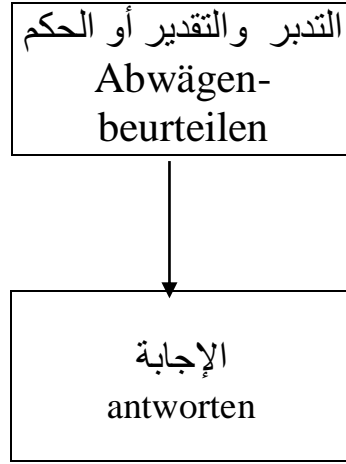 التدبر والتقدير أو الحكم
Abwägen-
beurteilen
الإجابة
antworten